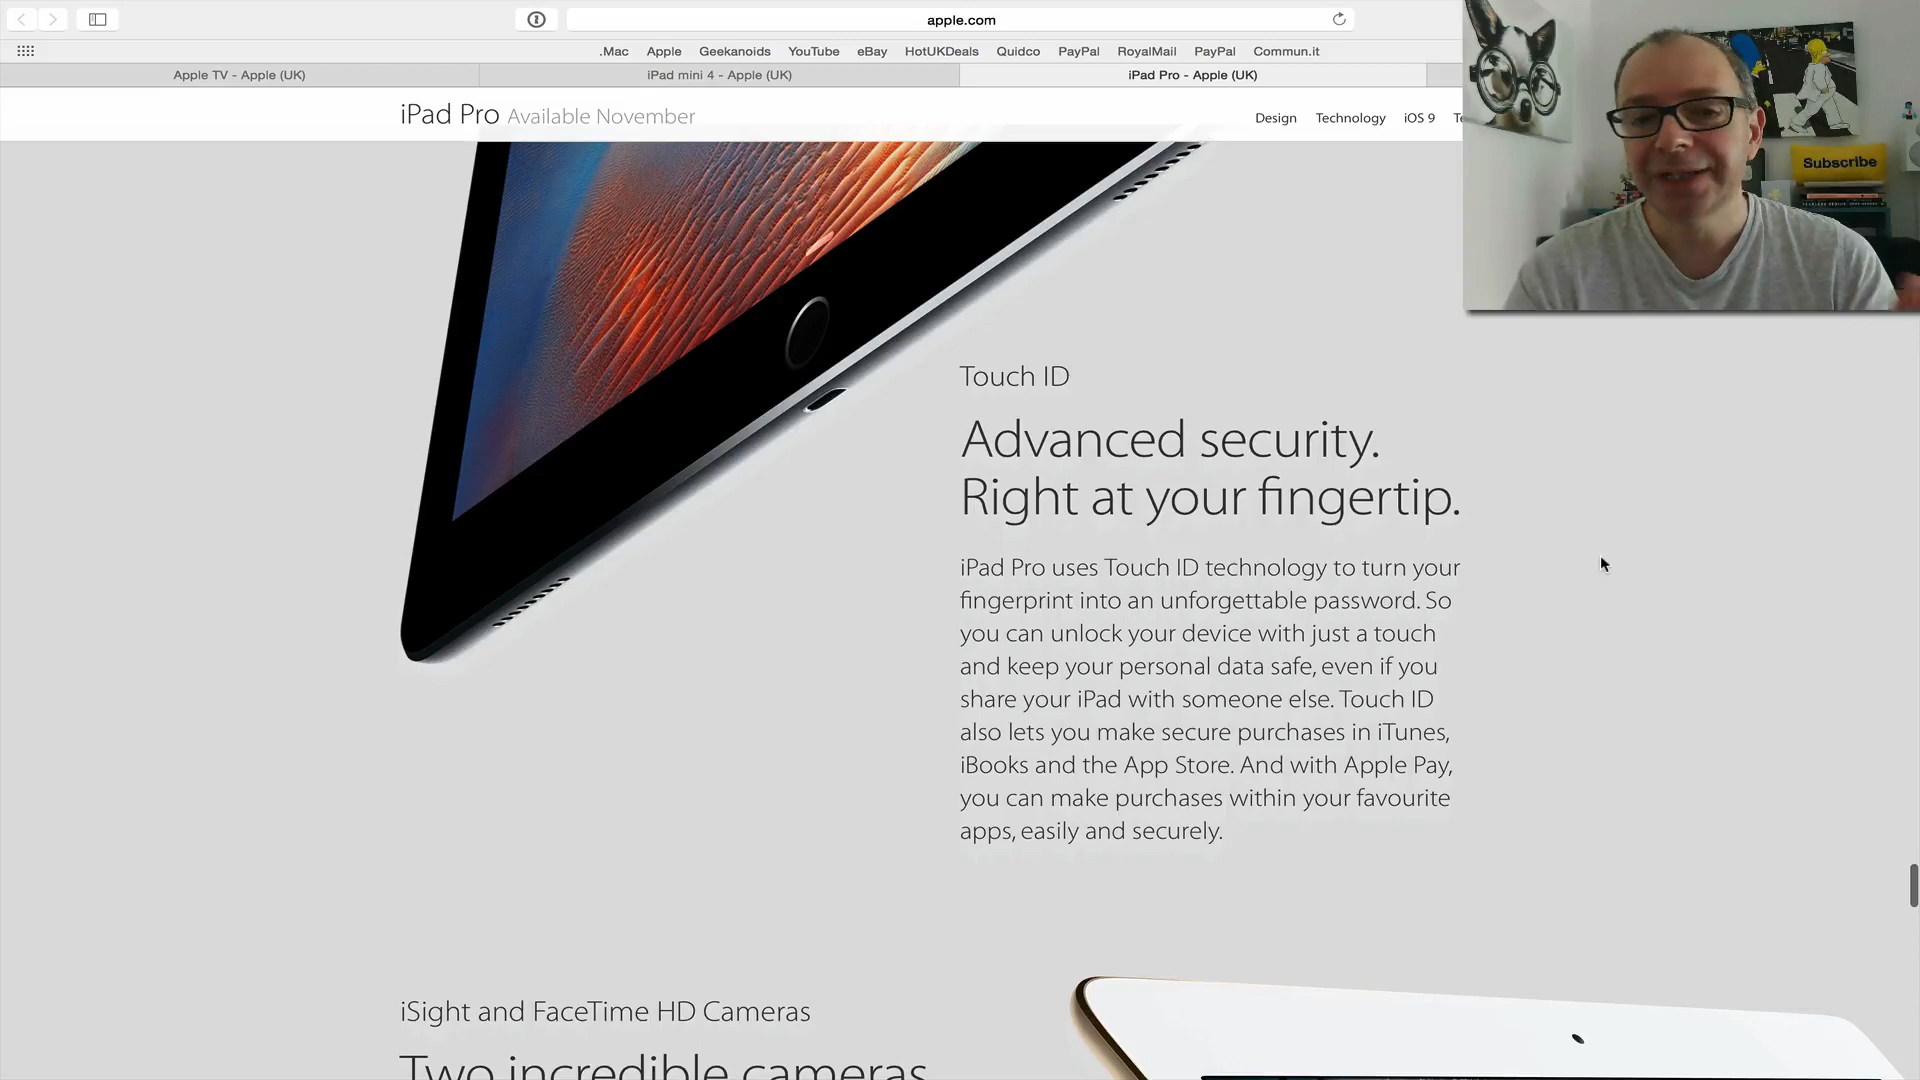 apple.com
.Mac Apple Geekanoids YouTube eBay HotUKDeals Quidco PayPal RoyalMail PayPal Commun.it
Apple TV - Apple (UK) iPad mini 4 - Apple (UK) iPad Pro - Apple (UK)
iPad Pro Available November Design Technology iOS 9
Subscribe
Touch ID
Advanced security.
Right at your fingertip.
iPad Pro uses Touch ID technology to turn your
fingerprint into an unforgettable password. So
you can unlock your device with just a touch
and keep your personal data safe, even if you
share your iPad with someone else. Touch ID
also lets you make secure purchases in iTunes,
iBooks and the App Store. And with Apple Pay,
you can make purchases within your favourite
apps, easily and securely.
iSight and FaceTime HD Cameras
Two incredible cameras